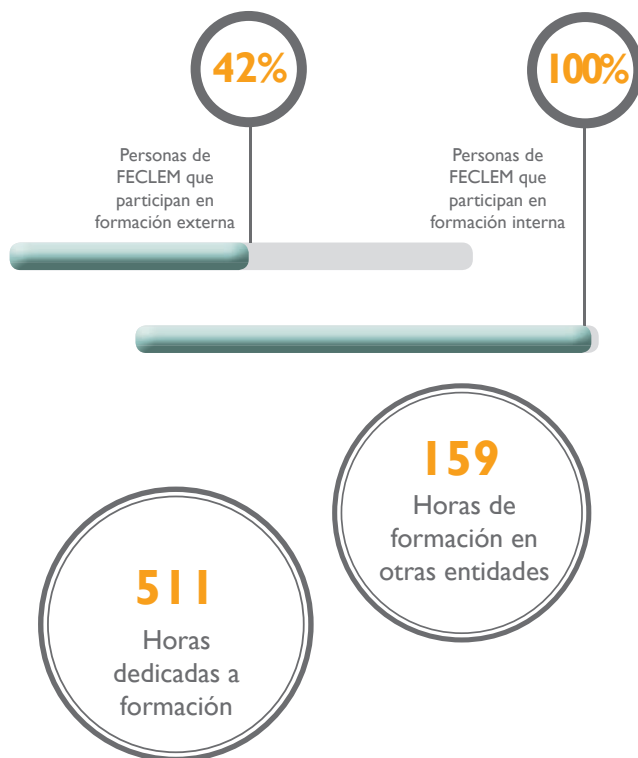 42%
Personas de
FECLEM que
participan en
formación externa
100%
Personas de
FECLEM que
participan en
formación interna
159
Horas de
formación en
otras entidades
511
Horas
dedicadas a
formación